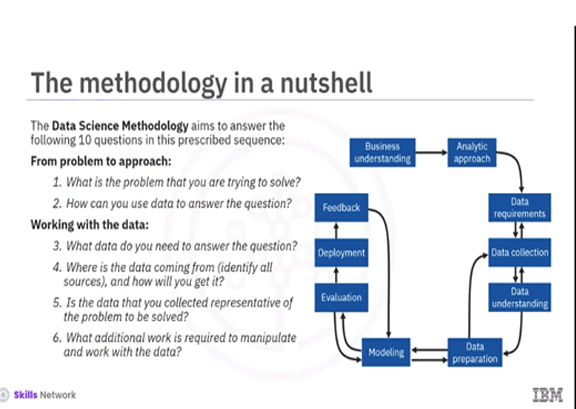 The methodology in a nutshell
The Data Science Methodology aims to answer the
following 10 questions in this prescribed sequence:
From problem to approach:
1. What is the problem that you are trying to solve?
2. How can you use data to answer the question?
Working with the data:
3. What data do you need to answer the question?
4. Where is the data coming from (identify all
sources), and how will you get it?
5. Is the data that you collected representative of
the problem to be solved?
6. What additional work is required to manipulate
and work with the data?
Business
understanding
Analytic
approach
Feedback
Data
requirements
Deployment
Data collection
Evaluation
Data
understanding
Modeling
Data
preparation
Skills Network
IBM